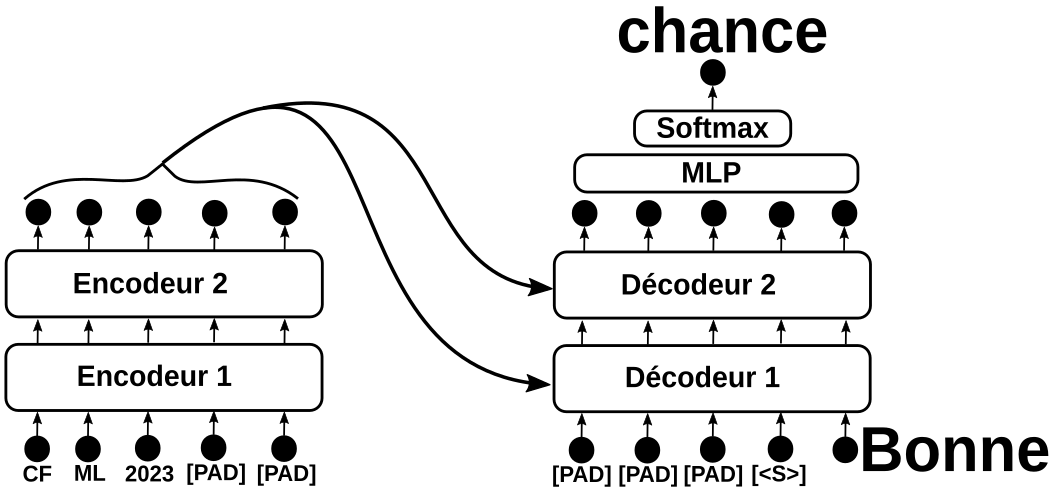 chance
Softmax
MLP
Encodeur 2
Décodeur 2
Encodeur 1
Décodeur 1
CF ML 2023 [PAD] [PAD]
[PAD] [PAD] [PAD] [<S>] Bonne